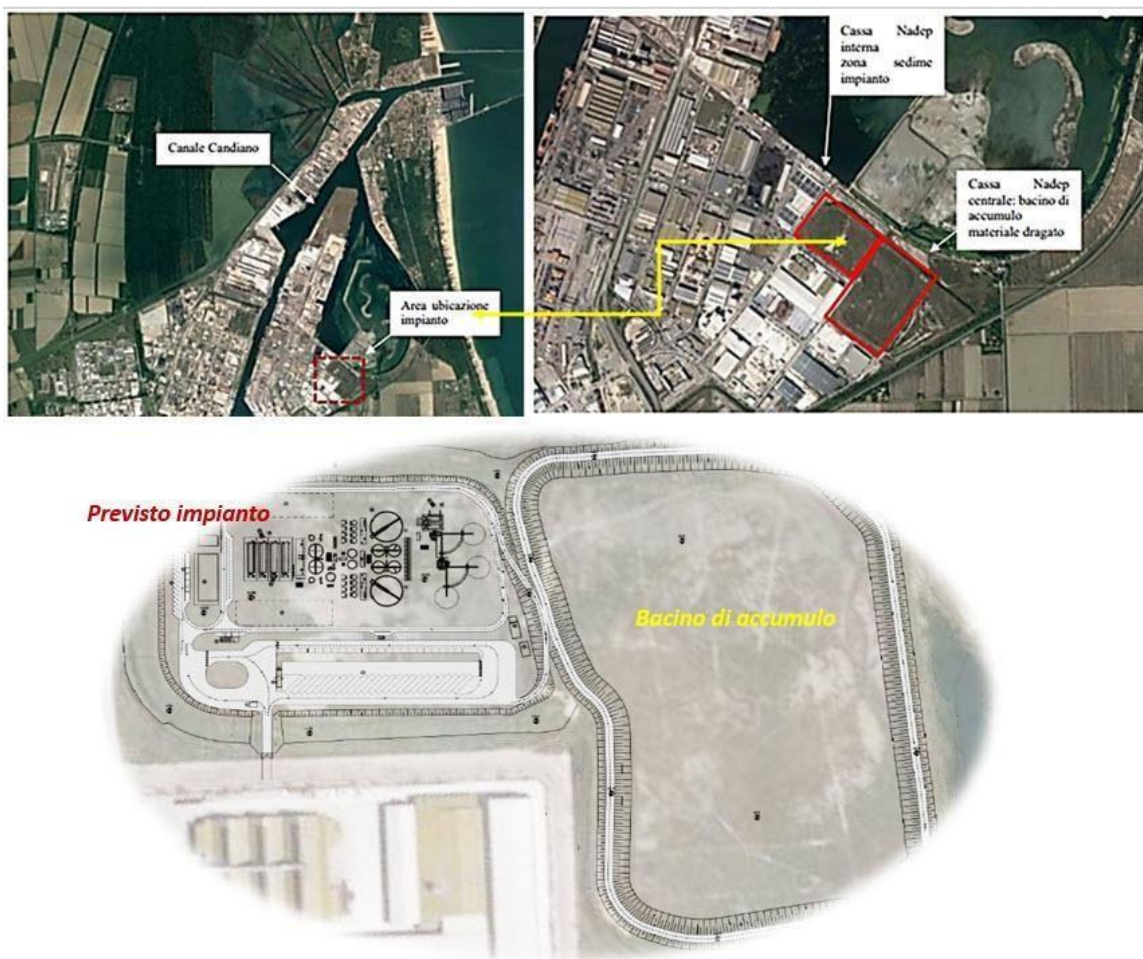 Canale Candiano
Area ubicazione
impianto
Cassa Nadep
interna
zona sedime
impianto
Cassa Nadep
centrale: bacino di
accumulo
materiale dragato
Previsto impianto
Bacino di accumulo